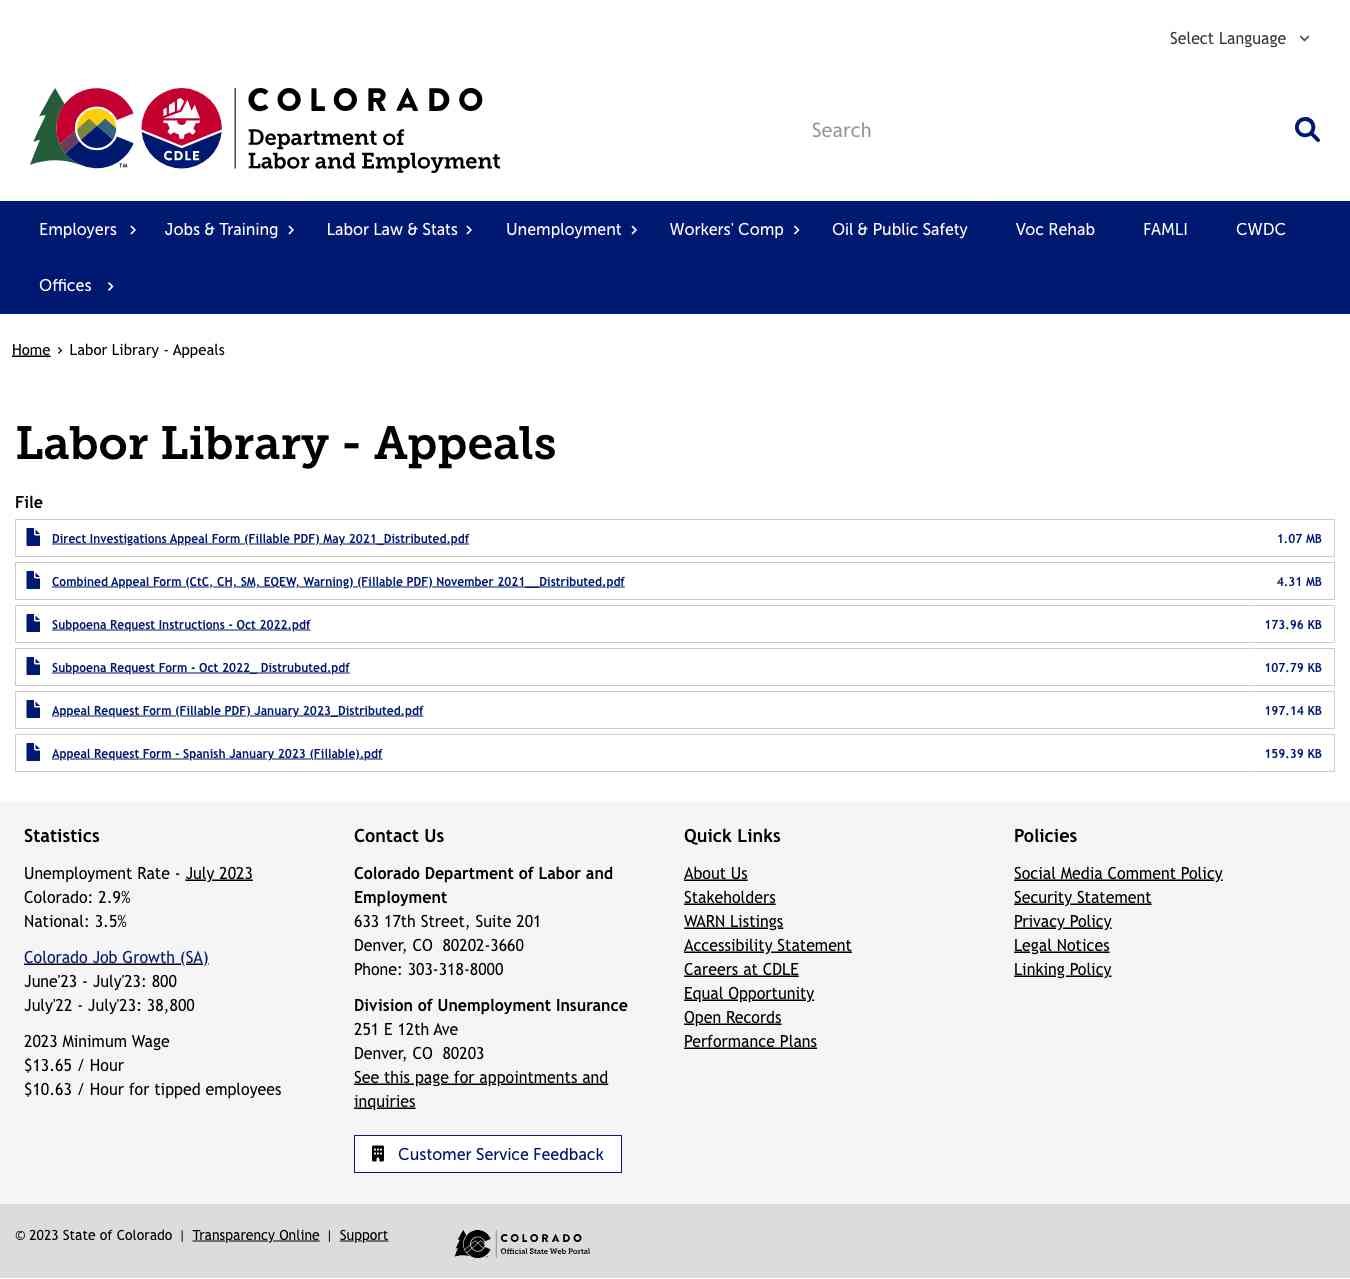 Select Language
COLORADO
Department of
Labor and Employment
CDLE
TM
Search
Employers
Jobs & Training
Labor Law & Stats
Unemployment
Workers' Comp
Oil & Public Safety
Voc Rehab
FAMLI
CWDC
Offices
Home › Labor Library - Appeals
Labor Library - Appeals
File
Direct Investigations Appeal Form (Fillable PDF) May 2021_Distributed.pdf 1.07 MB
Combined Appeal Form (CtC, CH, SM, EQEW, Warning) (Fillable PDF) November 2021__Distributed.pdf 4.31 MB
Subpoena Request Instructions - Oct 2022.pdf 173.96 KB
Subpoena Request Form - Oct 2022_ Distrubuted.pdf 107.79 KB
Appeal Request Form (Fillable PDF) January 2023_Distributed.pdf 197.14 KB
Appeal Request Form - Spanish January 2023 (Fillable).pdf 159.39 KB
Statistics
Unemployment Rate - July 2023
Colorado: 2.9%
National: 3.5%
Colorado Job Growth (SA)
June'23 - July'23: 800
July'22 - July'23: 38,800
2023 Minimum Wage
$13.65 / Hour
$10.63 / Hour for tipped employees
Contact Us
Colorado Department of Labor and
Employment
633 17th Street, Suite 201
Denver, CO 80202-3660
Phone: 303-318-8000
Division of Unemployment Insurance
251 E 12th Ave
Denver, CO 80203
See this page for appointments and
inquiries
Customer Service Feedback
Quick Links
About Us
Stakeholders
WARN Listings
Accessibility Statement
Careers at CDLE
Equal Opportunity
Open Records
Performance Plans
Policies
Social Media Comment Policy
Security Statement
Privacy Policy
Legal Notices
Linking Policy
© 2023 State of Colorado | Transparency Online | Support
COLORADO
Official State Web Portal